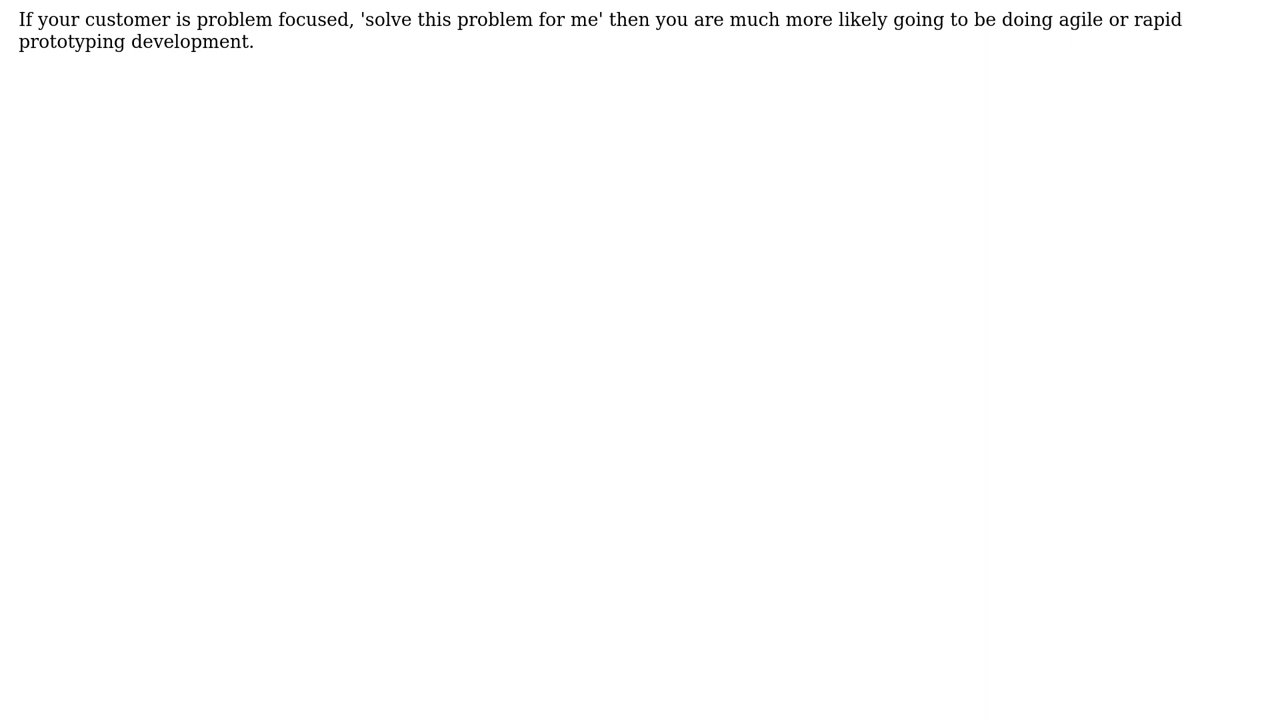 If your customer is problem focused, 'solve this problem for me' then you are much more likely going to be doing agile or rapid
prototyping development.